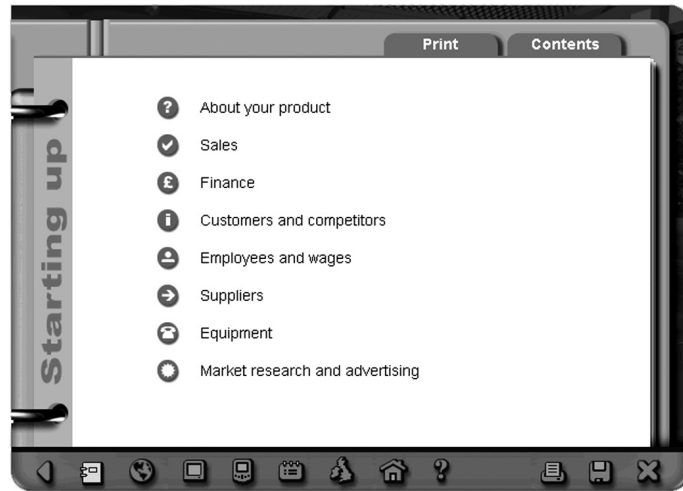 Print
Contents
Starting up
About your product
Sales
Finance
Customers and competitors
Employees and wages
Suppliers
Equipment
Market research and advertising